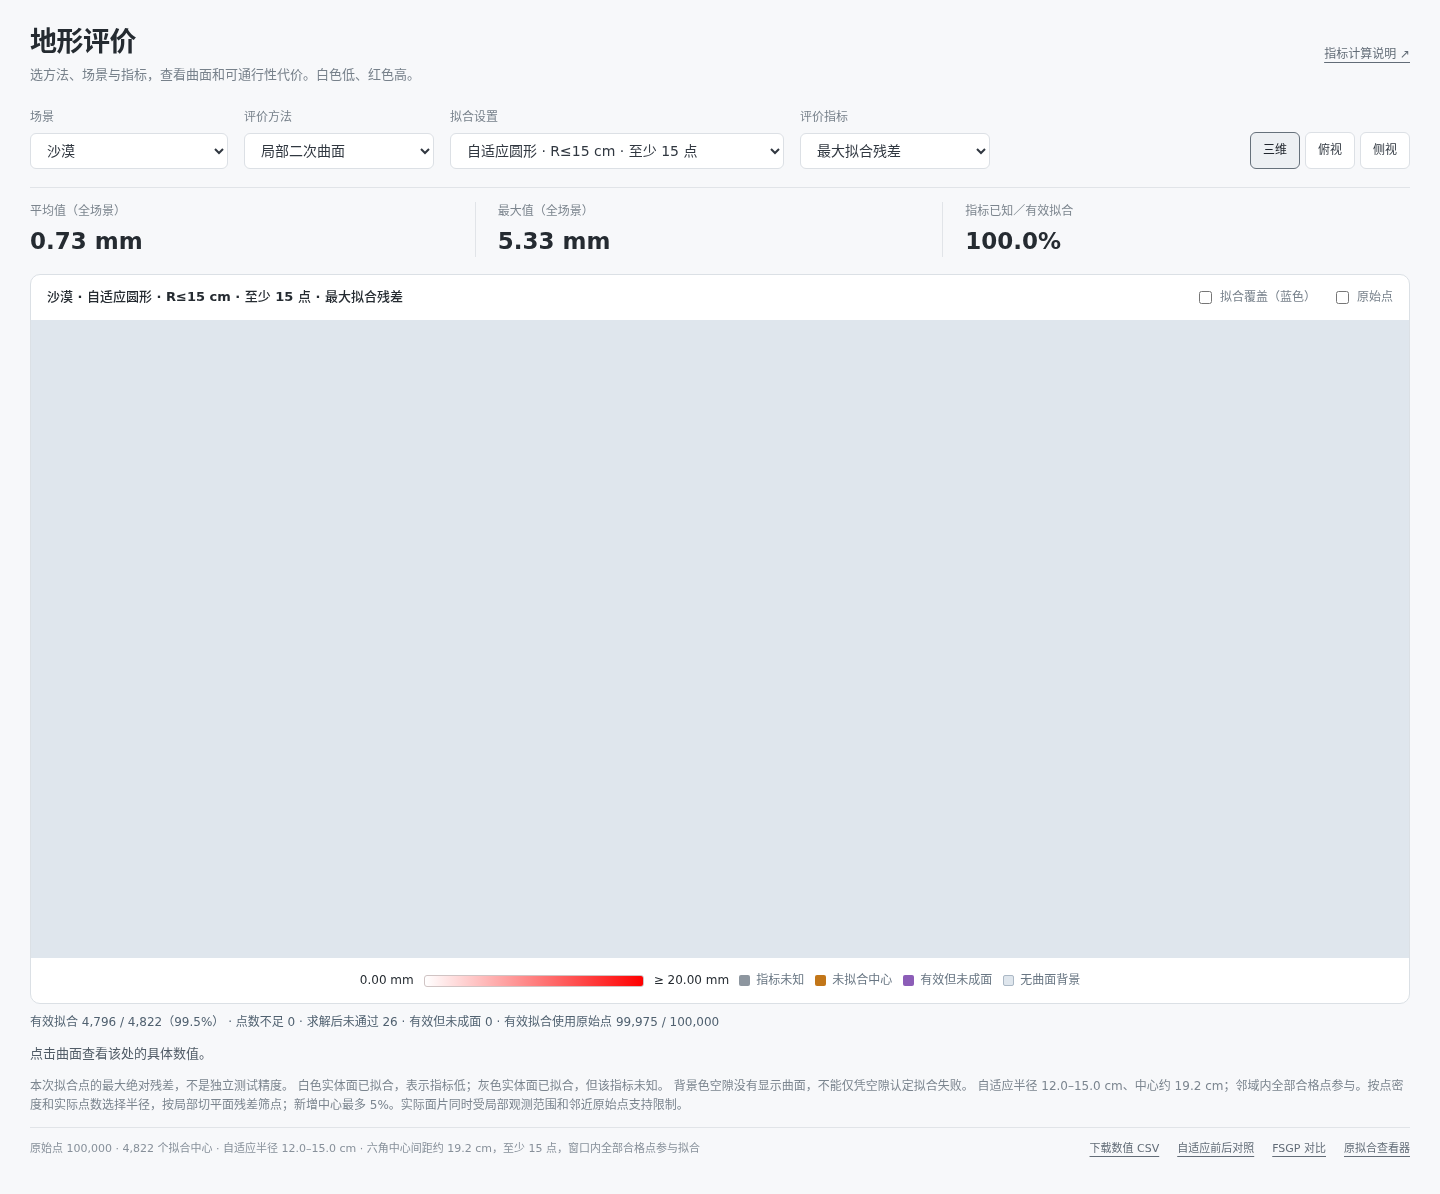 地形评价
选方法、场景与指标，查看曲面和可通行性代价。白色低、红色高。
指标计算说明 ↗
场景
评价方法
拟合设置
评价指标
沙漠
局部二次曲面
自适应圆形 · R≤15 cm · 至少 15 点
最大拟合残差
三维
俯视
侧视
平均值（全场景）
最大值（全场景）
指标已知／有效拟合
0.73 mm
5.33 mm
100.0%
沙漠 · 自适应圆形 · R≤15 cm · 至少 15 点 · 最大拟合残差
拟合覆盖（蓝色）
原始点
0.00 mm
≥ 20.00 mm
指标未知
未拟合中心
有效但未成面
无曲面背景
有效拟合 4,796 / 4,822（99.5%） · 点数不足 0 · 求解后未通过 26 · 有效但未成面 0 · 有效拟合使用原始点 99,975 / 100,000
点击曲面查看该处的具体数值。
本次拟合点的最大绝对残差，不是独立测试精度。 白色实体面已拟合，表示指标低；灰色实体面已拟合，但该指标未知。 背景色空隙没有显示曲面，不能仅凭空隙认定拟合失败。 自适应半径 12.0–15.0 cm、中心约 19.2 cm；邻域内全部合格点参与。按点密
度和实际点数选择半径，按局部切平面残差筛点；新增中心最多 5%。实际面片同时受局部观测范围和邻近原始点支持限制。
原始点 100,000 · 4,822 个拟合中心 · 自适应半径 12.0–15.0 cm · 六角中心间距约 19.2 cm，至少 15 点，窗口内全部合格点参与拟合
下载数值 CSV
自适应前后对照
FSGP 对比
原拟合查看器